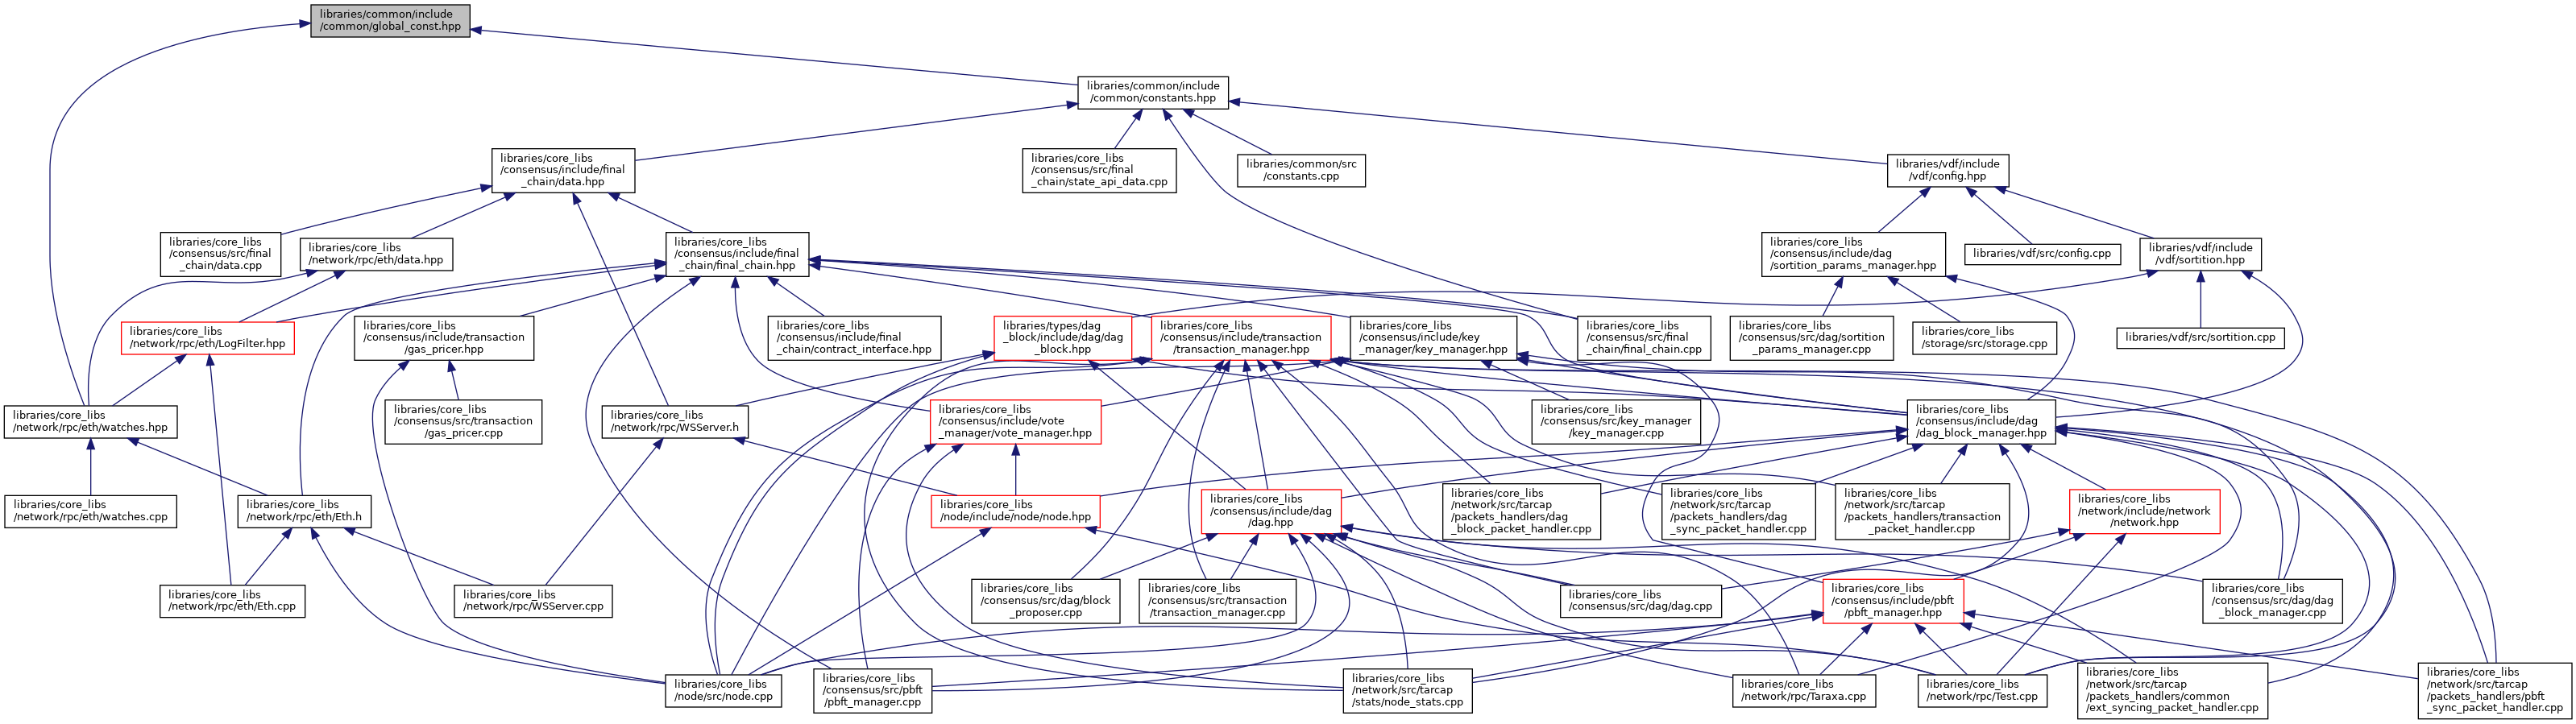 libraries/common/include
/common/global_const.hpp
libraries/common/include
/common/constants.hpp
libraries/core_libs
/consensus/include/final
_chain/data.hpp
libraries/core_libs
/consensus/src/final
_chain/state_api_data.cpp
libraries/common/src
/constants.cpp
libraries/vdf/include
/vdf/config.hpp
libraries/core_libs
/consensus/src/final
_chain/data.cpp
libraries/core_libs
/network/rpc/eth/data.hpp
libraries/core_libs
/consensus/include/final
_chain/final_chain.hpp
libraries/core_libs
/consensus/include/dag
/sortition_params_manager.hpp
libraries/vdf/src/config.cpp
libraries/vdf/include
/vdf/sortition.hpp
libraries/core_libs
/network/rpc/eth/LogFilter.hpp
libraries/core_libs
/consensus/include/transaction
/gas_pricer.hpp
libraries/core_libs
/consensus/include/final
_chain/contract_interface.hpp
libraries/types/dag
_block/include/dag/dag
_block.hpp
libraries/core_libs
/consensus/include/transaction
/transaction_manager.hpp
libraries/core_libs
/consensus/include/key
_manager/key_manager.hpp
libraries/core_libs
/consensus/src/final
_chain/final_chain.cpp
libraries/core_libs
/consensus/src/dag/sortition
_params_manager.cpp
libraries/core_libs
/storage/src/storage.cpp
libraries/vdf/src/sortition.cpp
libraries/core_libs
/network/rpc/eth/watches.hpp
libraries/core_libs
/consensus/src/transaction
/gas_pricer.cpp
libraries/core_libs
/network/rpc/WSServer.h
libraries/core_libs
/consensus/include/vote
_manager/vote_manager.hpp
libraries/core_libs
/consensus/src/key_manager
/key_manager.cpp
libraries/core_libs
/consensus/include/dag
/dag_block_manager.hpp
libraries/core_libs
/network/rpc/eth/watches.cpp
libraries/core_libs
/network/rpc/eth/Eth.h
libraries/core_libs
/node/include/node/node.hpp
libraries/core_libs
/consensus/include/dag
/dag.hpp
libraries/core_libs
/network/src/tarcap
/packets_handlers/dag
_block_packet_handler.cpp
libraries/core_libs
/network/src/tarcap
/packets_handlers/dag
_sync_packet_handler.cpp
libraries/core_libs
/network/src/tarcap
/packets_handlers/transaction
_packet_handler.cpp
libraries/core_libs
/network/include/network
/network.hpp
libraries/core_libs
/network/rpc/eth/Eth.cpp
libraries/core_libs
/network/rpc/WSServer.cpp
libraries/core_libs
/consensus/src/dag/block
_proposer.cpp
libraries/core_libs
/consensus/src/transaction
/transaction_manager.cpp
libraries/core_libs
/consensus/src/dag/dag.cpp
libraries/core_libs
/consensus/include/pbft
/pbft_manager.hpp
libraries/core_libs
/consensus/src/dag/dag
_block_manager.cpp
libraries/core_libs
/node/src/node.cpp
libraries/core_libs
/consensus/src/pbft
/pbft_manager.cpp
libraries/core_libs
/network/src/tarcap
/stats/node_stats.cpp
libraries/core_libs
/network/rpc/Taraxa.cpp
libraries/core_libs
/network/rpc/Test.cpp
libraries/core_libs
/network/src/tarcap
/packets_handlers/common
/ext_syncing_packet_handler.cpp
libraries/core_libs
/network/src/tarcap
/packets_handlers/pbft
_sync_packet_handler.cpp